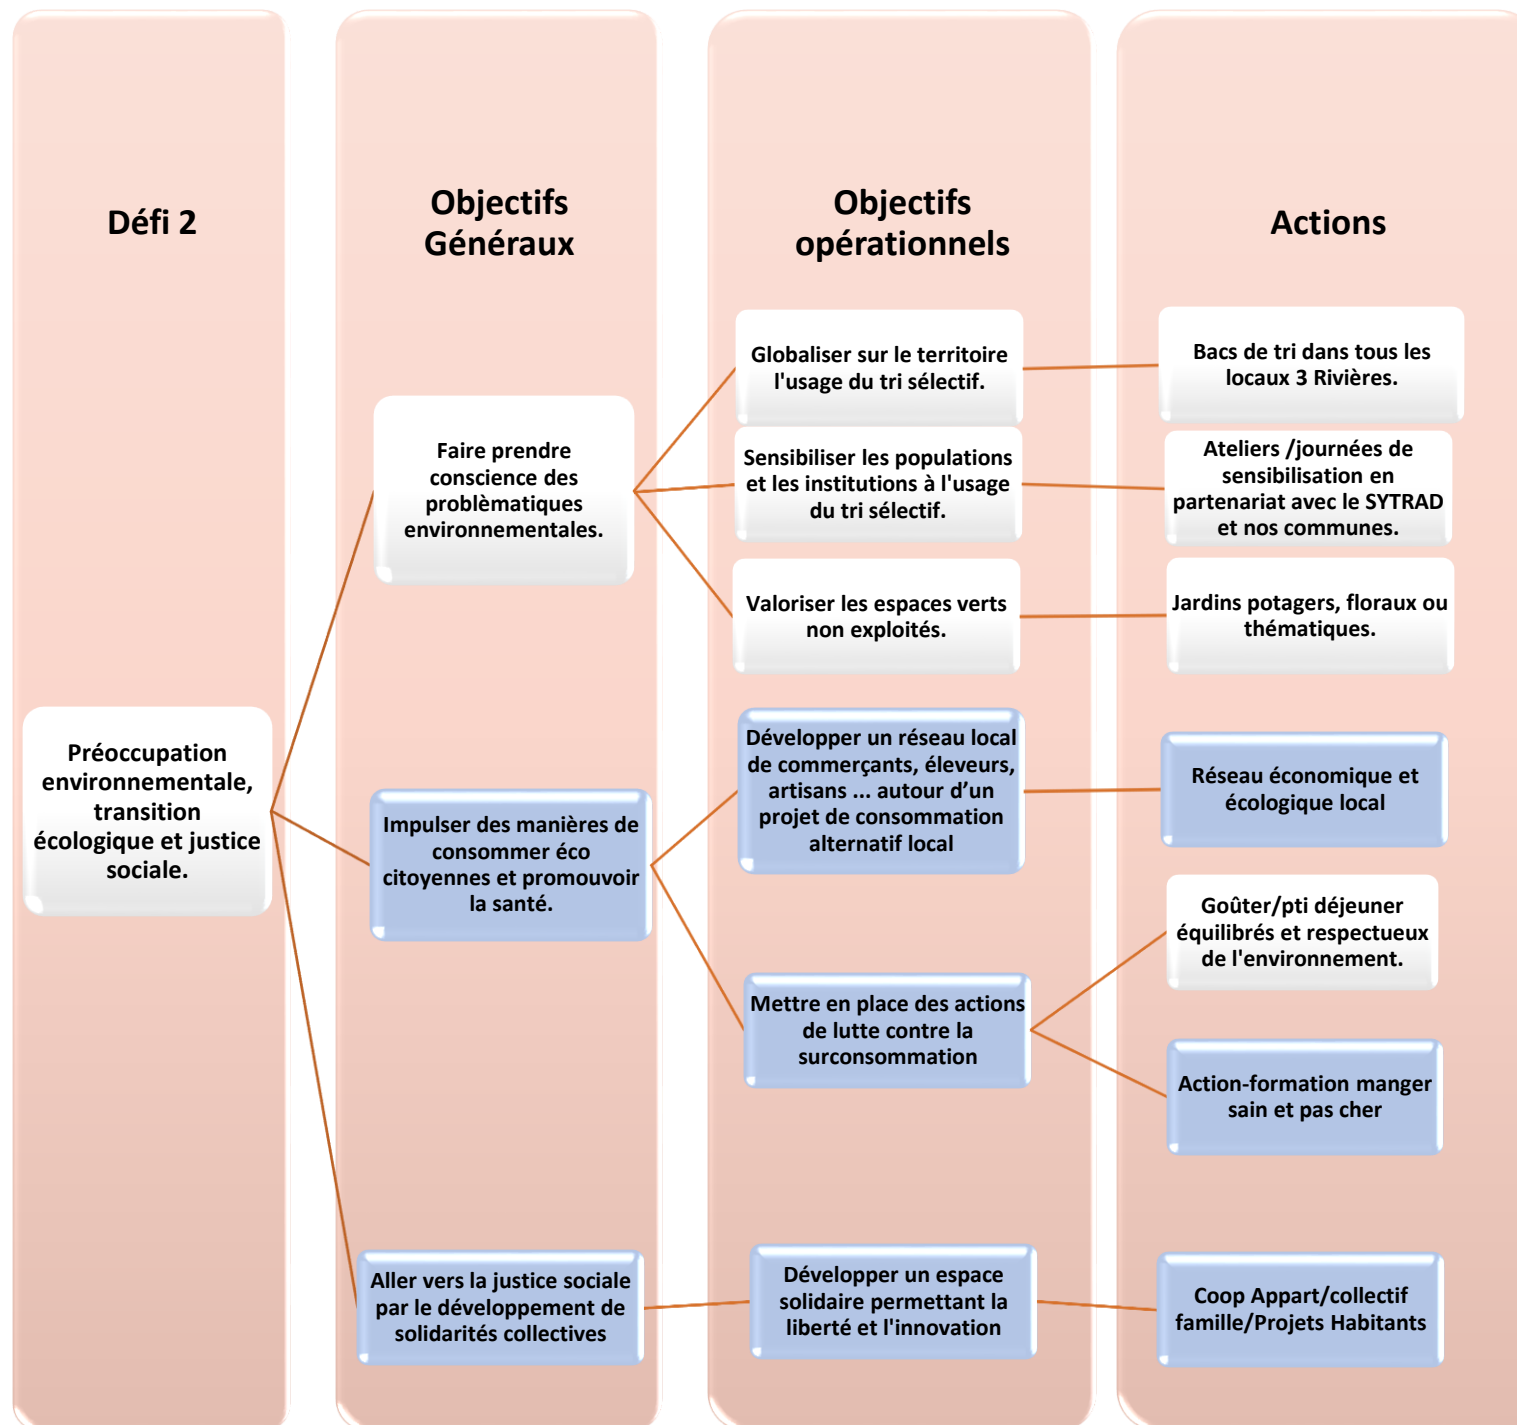 Défi 2
Objectifs
Généraux
Objectifs
opérationnels
Actions
Préoccupation
environnementale,
transition
écologique et justice
sociale.
Faire prendre
conscience des
problèmatiques
environnementales.
Globaliser sur le territoire
l'usage du tri sélectif.
Bacs de tri dans tous les
locaux 3 Rivières.
Sensibiliser les populations
et les institutions à l'usage
du tri sélectif.
Ateliers /journées de
sensibilisation en
partenariat avec le SYTRAD
et nos communes.
Valoriser les espaces verts
non exploités.
Jardins potagers, floraux ou
thématiques.
Impulser des manières de
consommer éco
citoyennes et promouvoir
la santé.
Développer un réseau local
de commerçants, éleveurs,
artisans ... autour d’un
projet de consommation
alternatif local
Réseau économique et
écologique local
Mettre en place des actions
de lutte contre la
surconsommation
Goûter/pti déjeuner
équilibrés et respectueux
de l'environnement.
Action-formation manger
sain et pas cher
Aller vers la justice sociale
par le développement de
solidarités collectives
Développer un espace
solidaire permettant la
liberté et l'innovation
Coop Appart/collectif
famille/Projets Habitants